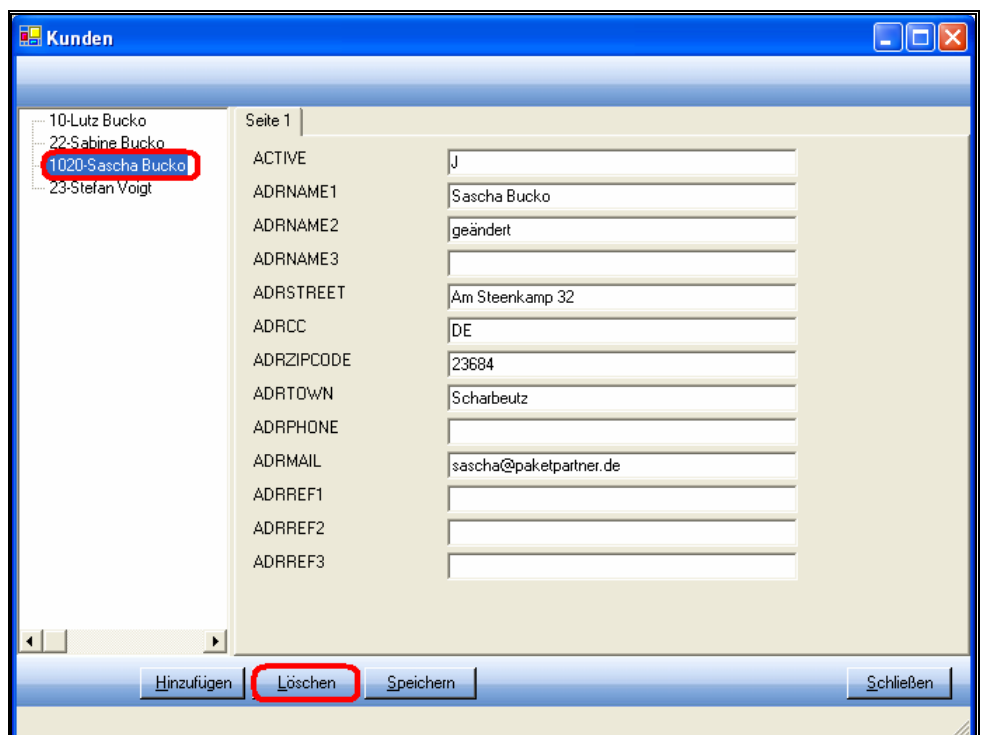 Kunden
10-Lutz Bucko
22-Sabine Bucko
1020-Sascha Bucko
23-Stefan Voigt
Seite 1
ACTIVE J
ADRNAME1 Sascha Bucko
ADRNAME2 geändert
ADRNAME3
ADRSTREET Am Steenkamp 32
ADRCC DE
ADRZIPCODE 23684
ADRTOWN Scharbeutz
ADRPHONE
ADRMAIL sascha@paketpartner.de
ADRREF1
ADRREF2
ADRREF3
Hinzufügen Löschen Speichern Schließen